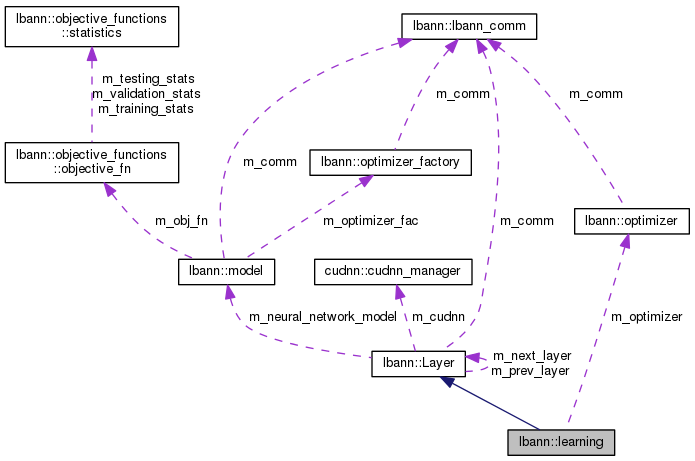 lbann::objective_functions
::statistics
lbann::lbann_comm
m_testing_stats
m_validation_stats
m_training_stats
m_comm
m_comm
lbann::objective_functions
::objective_fn
m_comm
lbann::optimizer_factory
m_obj_fn
m_optimizer_fac
m_comm
lbann::optimizer
lbann::model
cudnn::cudnn_manager
m_neural_network_model
m_cudnn
m_optimizer
lbann::Layer
m_next_layer
m_prev_layer
lbann::learning